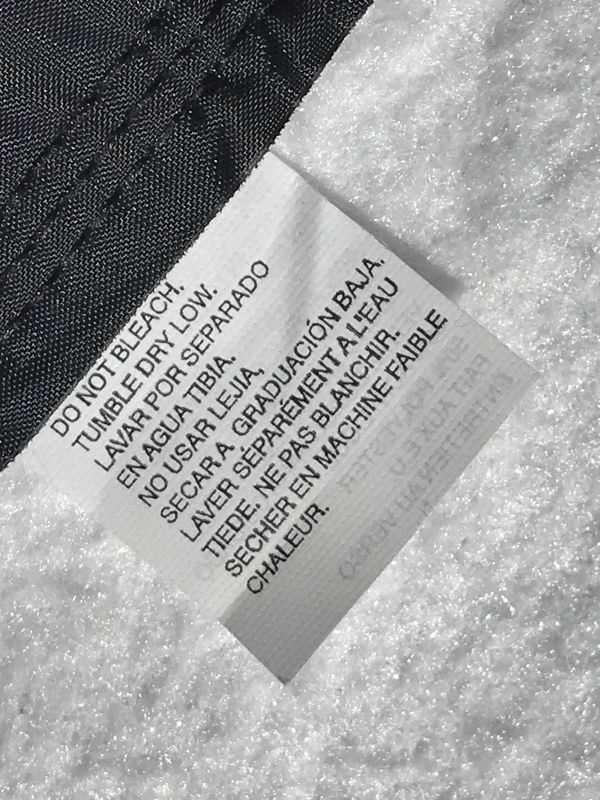 DO NOT BLEACH.
TUMBLE DRY LOW.
LAVAR POR SEPARADO
EN AGUA TIBIA.
NO USAR LEJIA,
SECAR A, GRADUACIÓN BAJA.
LAVER SÉPARÉMENT A L'EAU
TIEDE. NE PAS BLANCHIR.
SECHER EN MACHINE FAIBLE
CHALEUR.